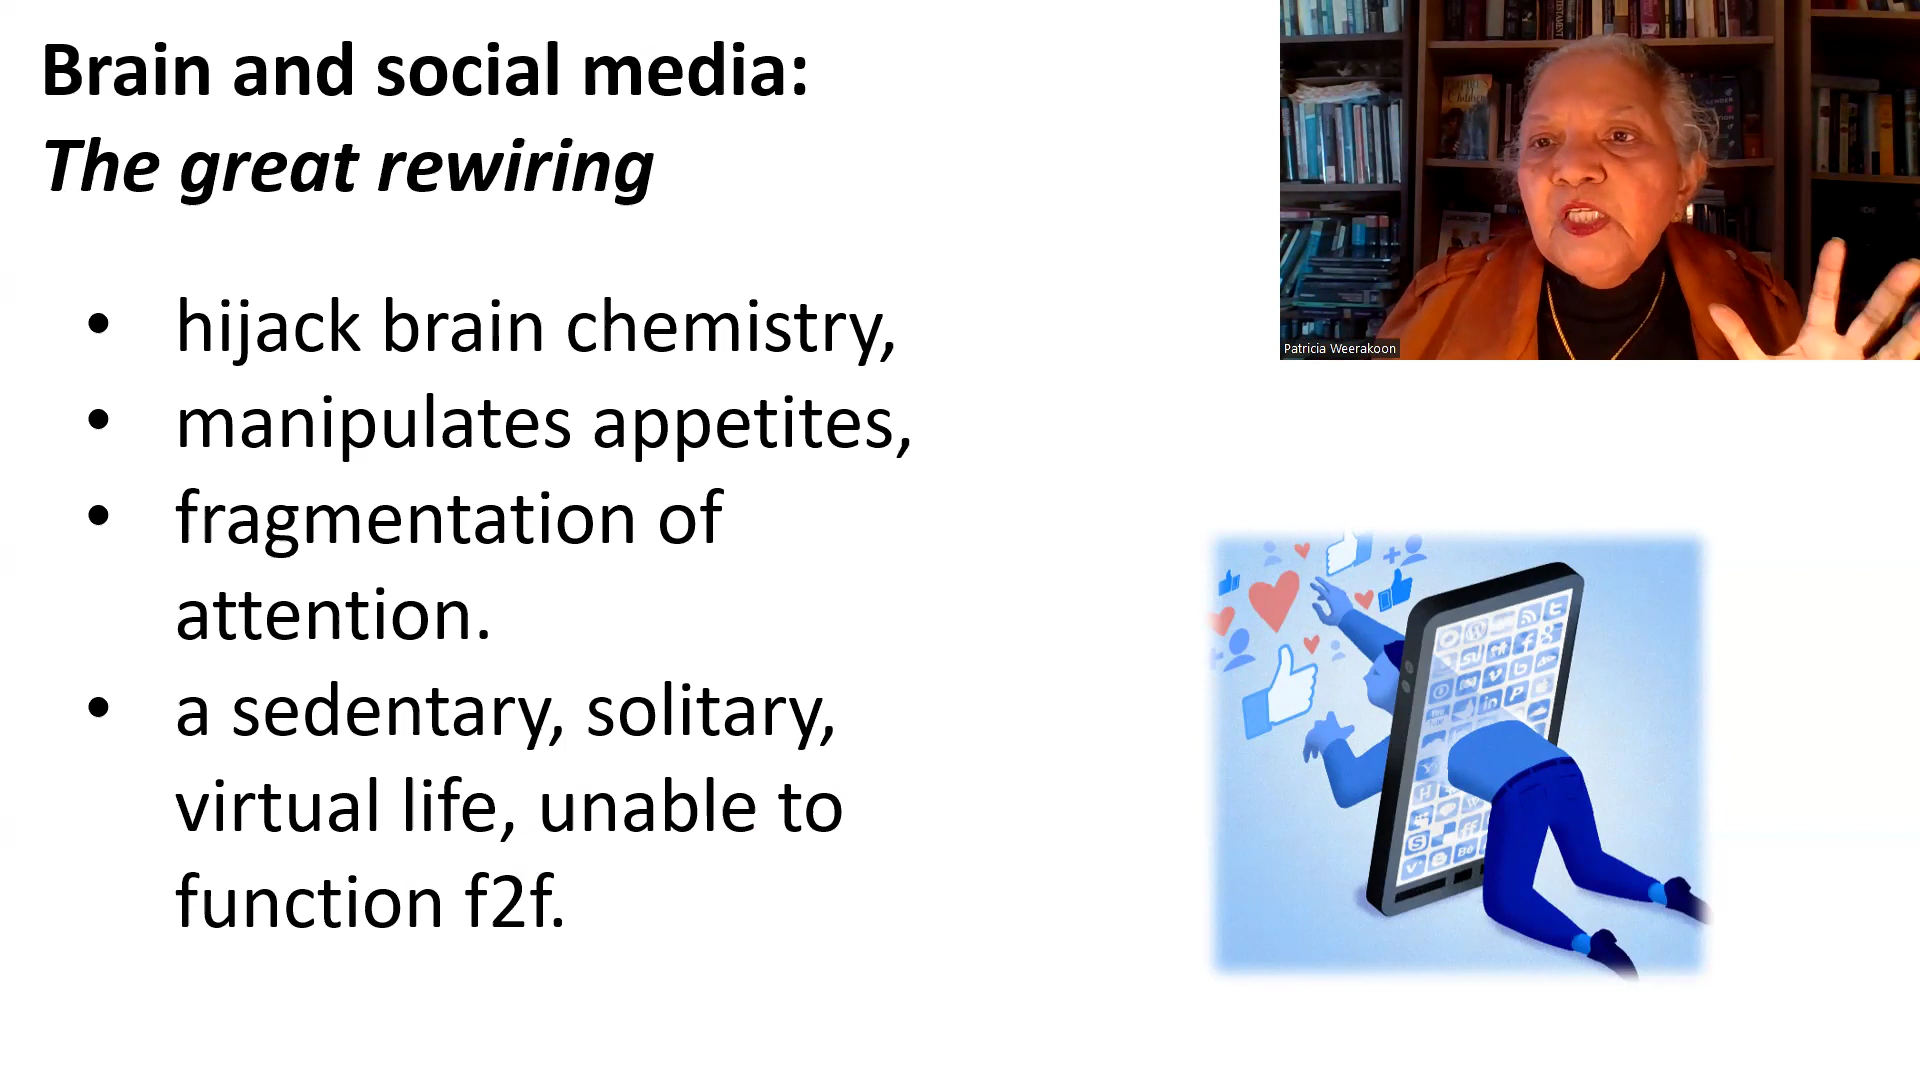 Brain and social media:
The great rewiring
• hijack brain chemistry,
• manipulates appetites,
• fragmentation of
attention.
• a sedentary, solitary,
virtual life, unable to
function f2f.
Patricia Weerakoon